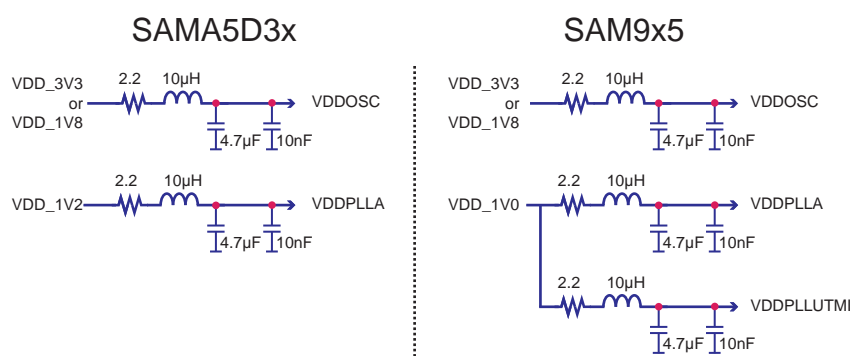 SAMA5D3x
VDD_3V3
or
VDD_1V8
2.2
10µH
VDDOSC
4.7µF
10nF
VDD_1V2
2.2
10µH
VDDPLLA
4.7µF
10nF
SAM9x5
VDD_3V3
or
VDD_1V8
2.2
10µH
VDDOSC
4.7µF
10nF
VDD_1V0
2.2
10µH
VDDPLLA
4.7µF
10nF
2.2
10µH
VDDPLLUTMI
4.7µF
10nF